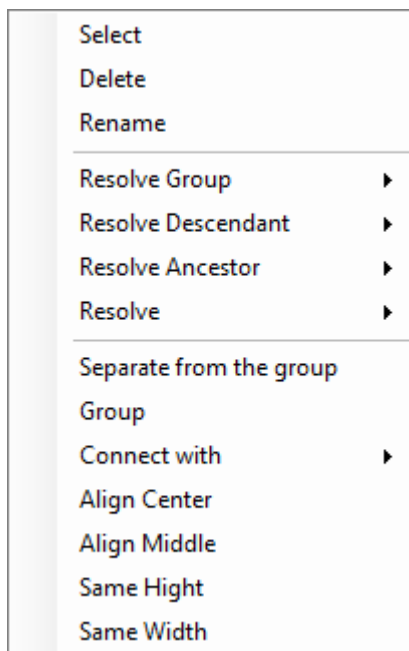 Select
Delete
Rename
Resolve Group
Resolve Descendant
Resolve Ancestor
Resolve
Separate from the group
Group
Connect with
Align Center
Align Middle
Same Hight
Same Width